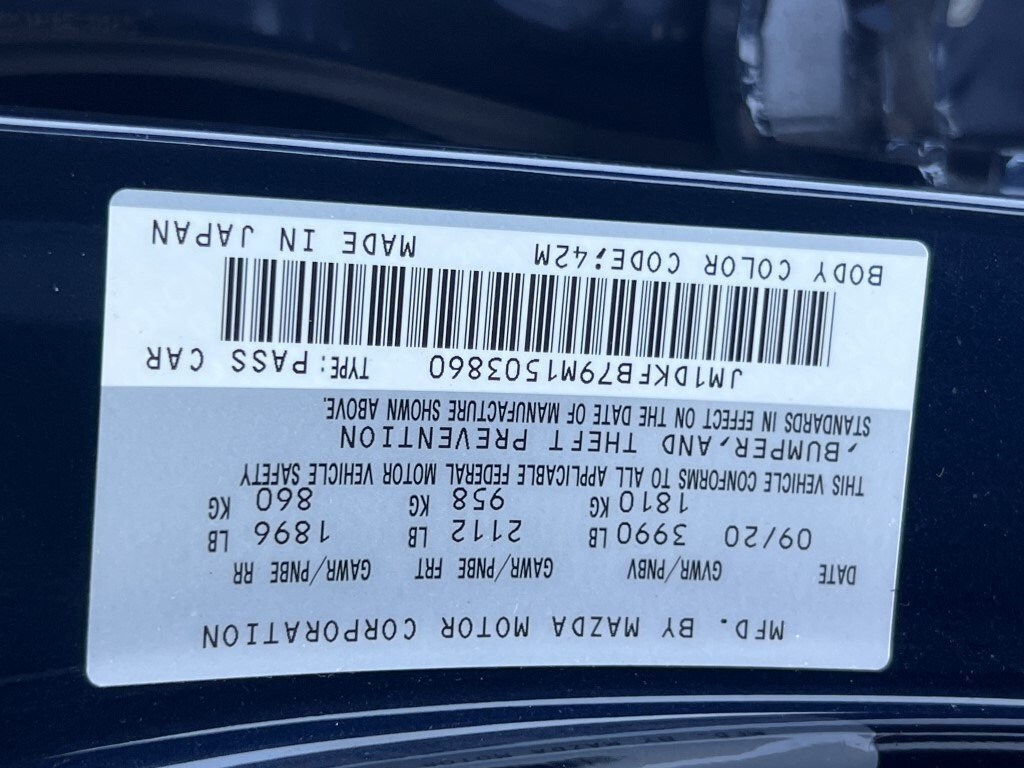 MFD. BY MAZDA MOTOR CORPORATION
DATE GVWR/PNBV GAWR/PNBE FRT GAWR/PNBE RR
09/20 3990 LB 2112 LB 1896 LB
1810 KG 958 KG 860 KG
THIS VEHICLE CONFORMS TO ALL APPLICABLE FEDERAL MOTOR VEHICLE SAFETY
,BUMPER,AND THEFT PREVENTION
STANDARDS IN EFFECT ON THE DATE OF MANUFACTURE SHOWN ABOVE.
JM1DKFB79M1503860 TYPE:PASS CAR
BODY COLOR CODE;42M MADE IN JAPAN